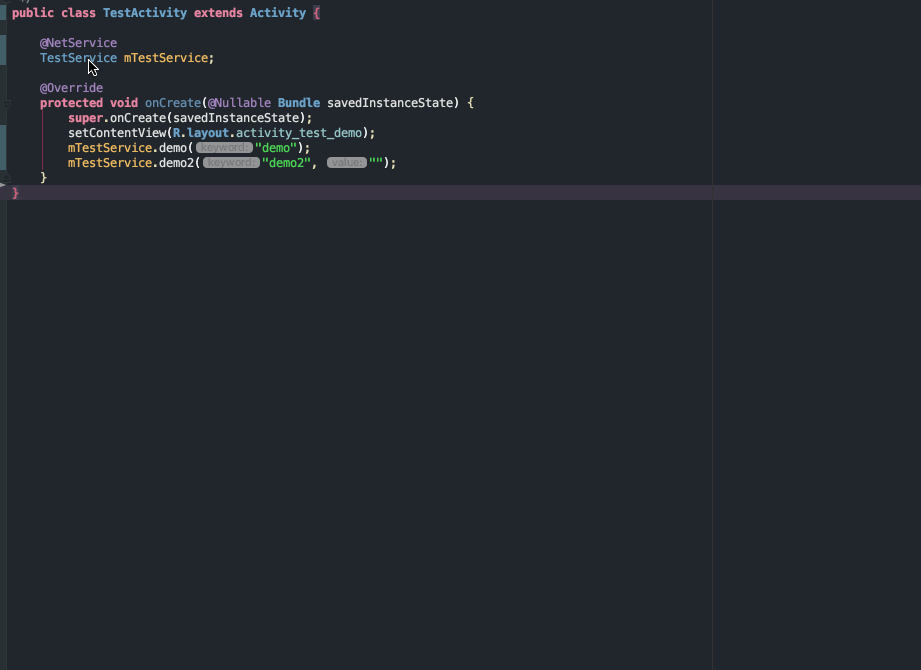 public class TestActivity extends Activity {
@NetService
TestService mTestService;
@Override
protected void onCreate(@Nullable Bundle savedInstanceState) {
super.onCreate(savedInstanceState);
setContentView(R.layout.activity_test_demo);
mTestService.demo( keyword: "demo");
mTestService.demo2( keyword: "demo2", value: "");
}
}